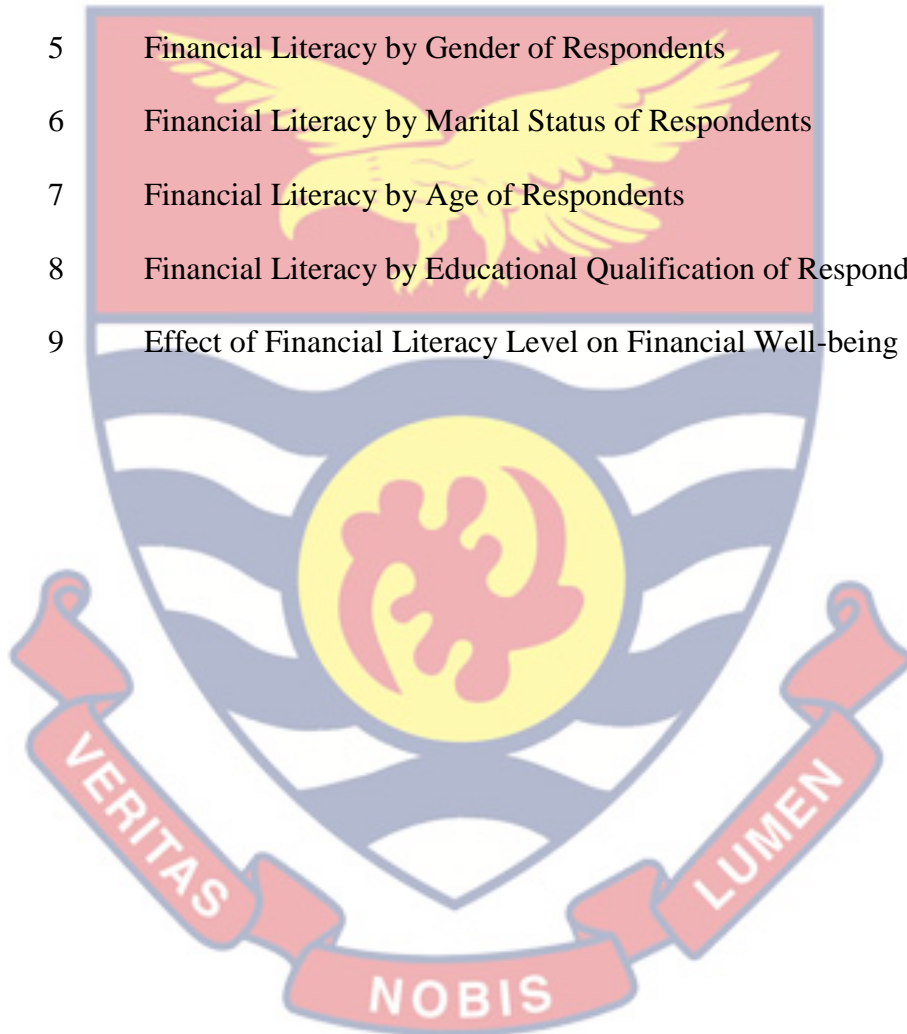 5 Financial Literacy by Gender of Respondents
6 Financial Literacy by Marital Status of Respondents
7 Financial Literacy by Age of Respondents
8 Financial Literacy by Educational Qualification of Respond
9 Effect of Financial Literacy Level on Financial Well-being
VERITAS
NOBIS
LUMEN